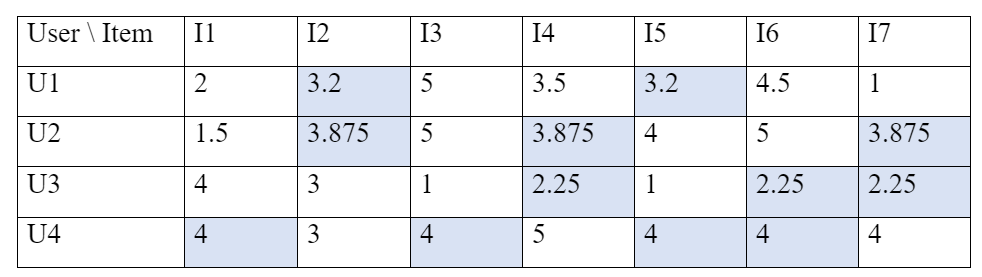 User \ Item I1 I2 I3 I4 I5 I6 I7
U1 2 3.2 5 3.5 3.2 4.5 1
U2 1.5 3.875 5 3.875 4 5 3.875
U3 4 3 1 2.25 1 2.25 2.25
U4 4 3 4 5 4 4 4